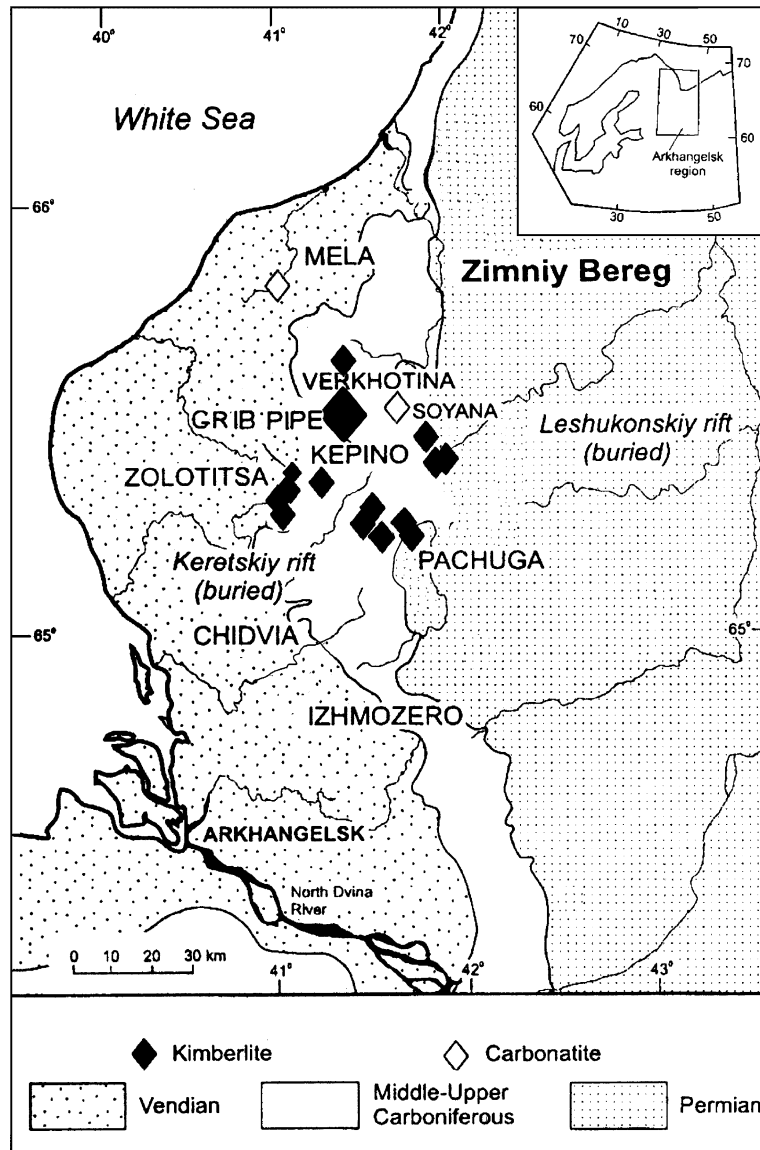 40°
41°
42°
10
30
50
70
70
60
60
Arkhangelsk
region
30
50
White Sea
66°
MELA
Zimniy Bereg
VERKHOTINA
GRIB PIPE
SOYANA
KEPINO
Leshukonskiy rift
(buried)
ZOLOTITSA
Keretskiy rift
(buried)
PACHUGA
CHIDVIA
65°
65°
IZHMOZERO
ARKHANGELSK
North Dvina
River
0 10 20 30 km
41°
42°
43°
Kimberlite
Carbonatite
Vendian
Middle-Upper
Carboniferous
Permian